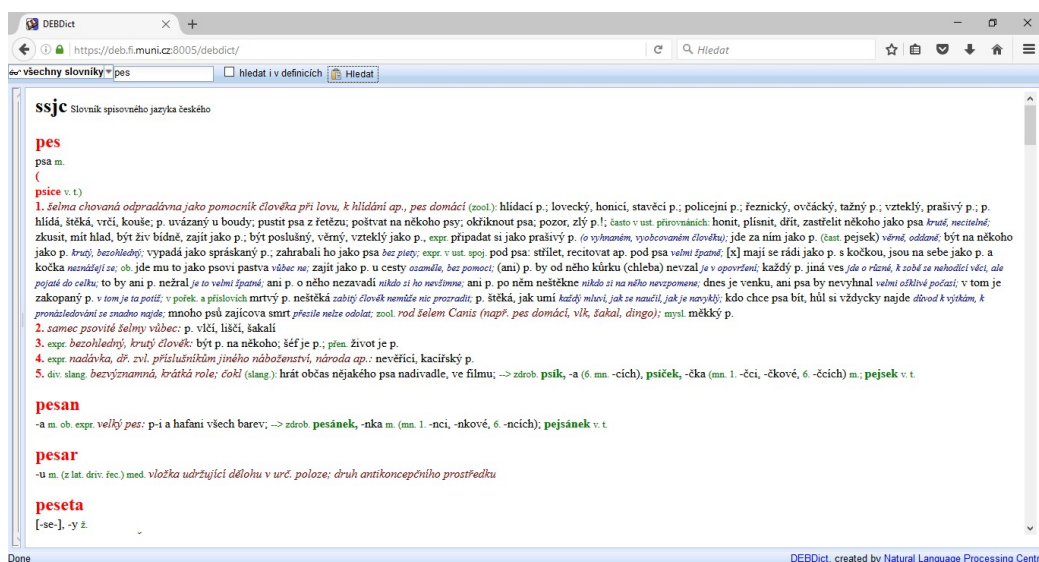 DEBDict
https://deb.fi.muni.cz:8005/debdict/
Hledat
všechny slovníky
pes
hledat i v definicích
Hledat
ssjc Slovník spisovného jazyka českého
pes
psa m.
(
psice v. t.)
1. šelma chovaná odpradávna jako pomocník člověka při lovu, k hlídání ap., pes domácí (zool.): hlídací p.; lovecký, honicí, stavěcí p.; policejní p.; řeznický, ovčácký, tažný p.; vzteklý, prašivý p.; p.
hlídá, štěká, vrčí, kouše; p. uvázaný u boudy; pustit psa z řetězu; poštvat na někoho psy; okřiknout psa; pozor, zlý p.!; často v ust. přirovnáních: honit, plísnit, dřít, zastřelit někoho jako psa krutě, necitelně;
zkusit, mít hlad, být živ bídně, zajít jako p.; být poslušný, věrný, vzteklý jako p., expr. připadat si jako prašivý p. (o vyhnaném, vyobcovaném člověku); jde za ním jako p. (čast. pejsek) věrně, oddaně; být na někoho
jako p. krutý, bezohledný; vypadá jako spráskaný p.; zahrabali ho jako psa bez piety; expr. v ust. spoj. pod psa: střílet, recitovat ap. pod psa velmi špatně; [x] mají se rádi jako p. s kočkou, jsou na sebe jako p. a
kočka nesnášejí se; ob. jde mu to jako psovi pastva vůbec ne; zajít jako p. u cesty osaměle, bez pomoci; (ani) p. by od něho kůrku (chleba) nevzal je v opovržení; každý p. jiná ves jde o různé, k sobě se nehodící věci, ale
pojaté do celku; to by ani p. nežral je to velmi špatné; ani p. o něho nezavadí nikdo si ho nevšimne; ani p. po něm neštěkne nikdo si na něho nevzpomene; dnes je venku, ani psa by nevyhnal velmi ošklivé počasí; v tom je
zakopaný p. v tom je ta potíž; v pořek. a příslovích mrtvý p. neštěká zabitý člověk nemůže nic prozradit; p. štěká, jak umí každý mluví, jak se naučil, jak je navyklý; kdo chce psa bít, hůl si vždycky najde důvod k výtkám, k
pronásledování se snadno najde; mnoho psů zajícova smrt přesile nelze odolat; zool. rod šelem Canis (např. pes domácí, vlk, šakal, dingo); mysl. měkký p.
2. samec psovité šelmy vůbec: p. vlčí, liščí, šakalí
3. expr. bezohledný, krutý člověk: být p. na někoho; šéf je p.; přen. život je p.
4. expr. nadávka, dř. zvl. příslušníkům jiného náboženství, národa ap.: nevěřící, kacířský p.
5. div. slang. bezvýznamná, krátká role; čokl (slang.): hrát občas nějakého psa nadivadle, ve filmu; --> zdrob. psík, -a (6. mn. -cích), psíček, -čka (mn. 1. -čci, -čkové, 6. -čcích) m.; pejsek v. t.
pesan
-a m. ob. expr. velký pes: p-i a hafani všech barev; --> zdrob. pesánek, -nka m. (mn. 1. -nci, -nkové, 6. -ncích); pejsánek v. t.
pesar
-u m. (z lat. driv. řec.) med. vložka udržující dělohu v urč. poloze; druh antikoncepčního prostředku
peseta
[-se-], -y ž.
Done
DEBDict, created by Natural Language Processing Centr